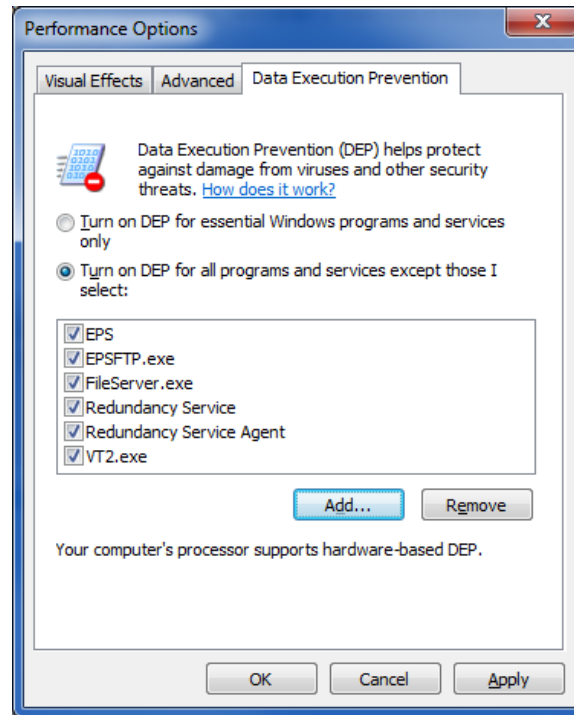 Performance Options
Visual Effects Advanced Data Execution Prevention
Data Execution Prevention (DEP) helps protect
against damage from viruses and other security
threats. How does it work?
Turn on DEP for essential Windows programs and services
only
Turn on DEP for all programs and services except those I
select:
EPS
EPSFTP.exe
FileServer.exe
Redundancy Service
Redundancy Service Agent
VT2.exe
Add... Remove
Your computer's processor supports hardware-based DEP.
OK Cancel Apply